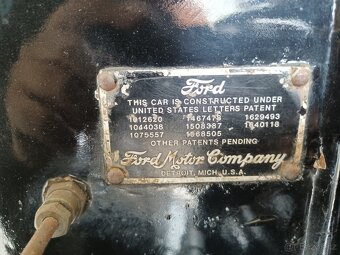 Ford
THIS CAR IS CONSTRUCTED UNDER
UNITED STATES LETTERS PATENT
1012620 1467479 1629493
1044038 1508367 1640118
1075557 1668505
OTHER PATENTS PENDING
Ford Motor Company
DETROIT, MICH., U.S.A.